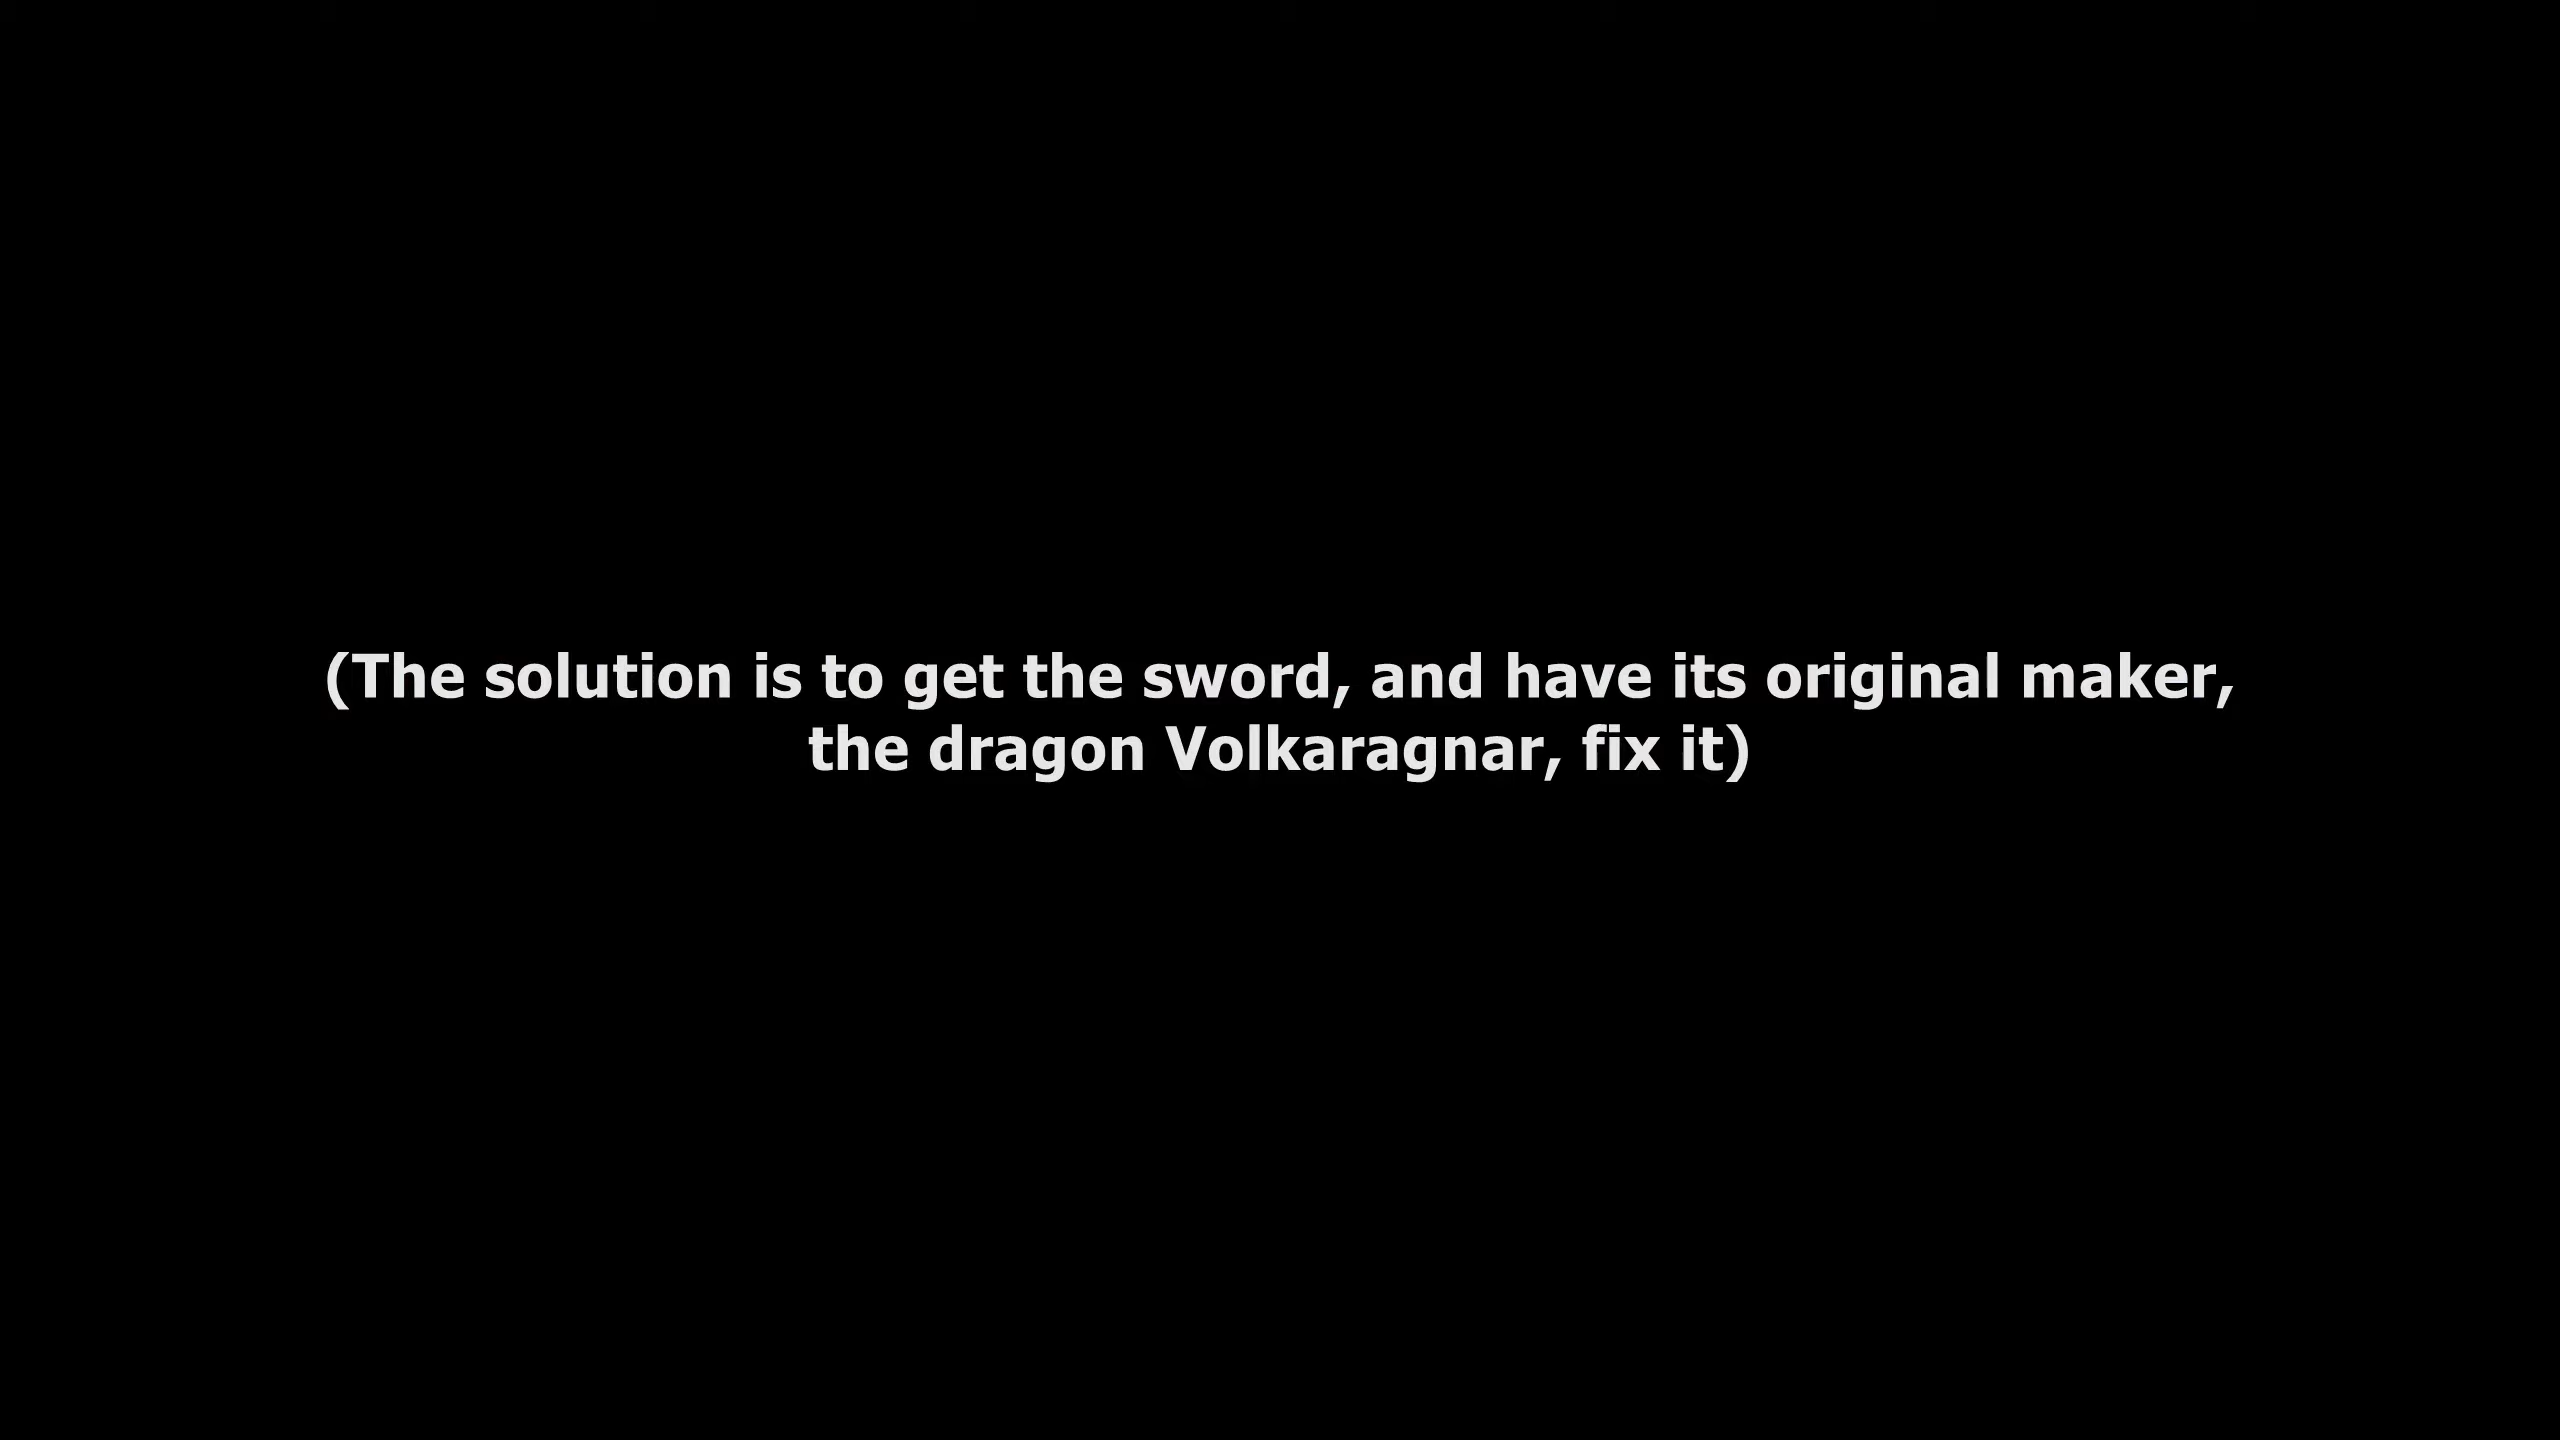 (The solution is to get the sword, and have its original maker,
the dragon Volkaragnar, fix it)